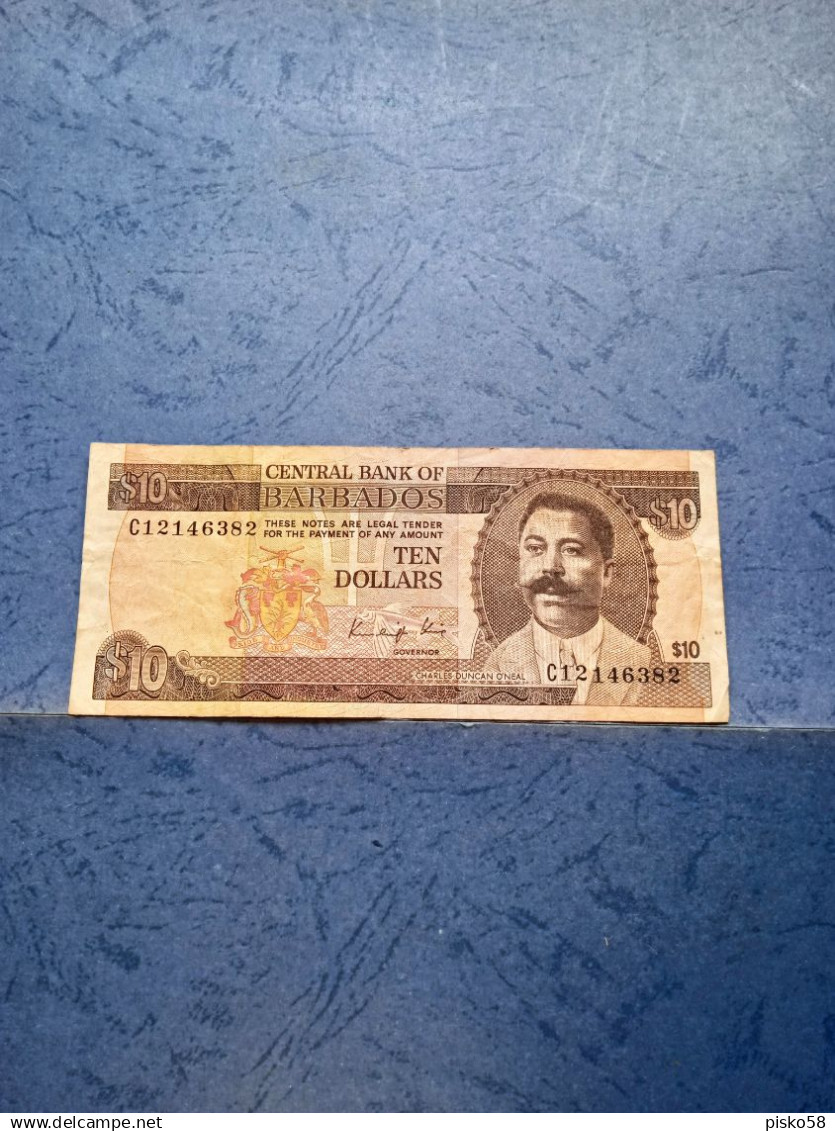 CENTRAL BANK OF
BARBADOS
$10
$10
C12146382
THESE NOTES ARE LEGAL TENDER
FOR THE PAYMENT OF ANY AMOUNT
TEN
DOLLARS
GOVERNOR
$10
$10
CHARLES DUNCAN O'NEAL
C12146382
delcampe.net
pisko58